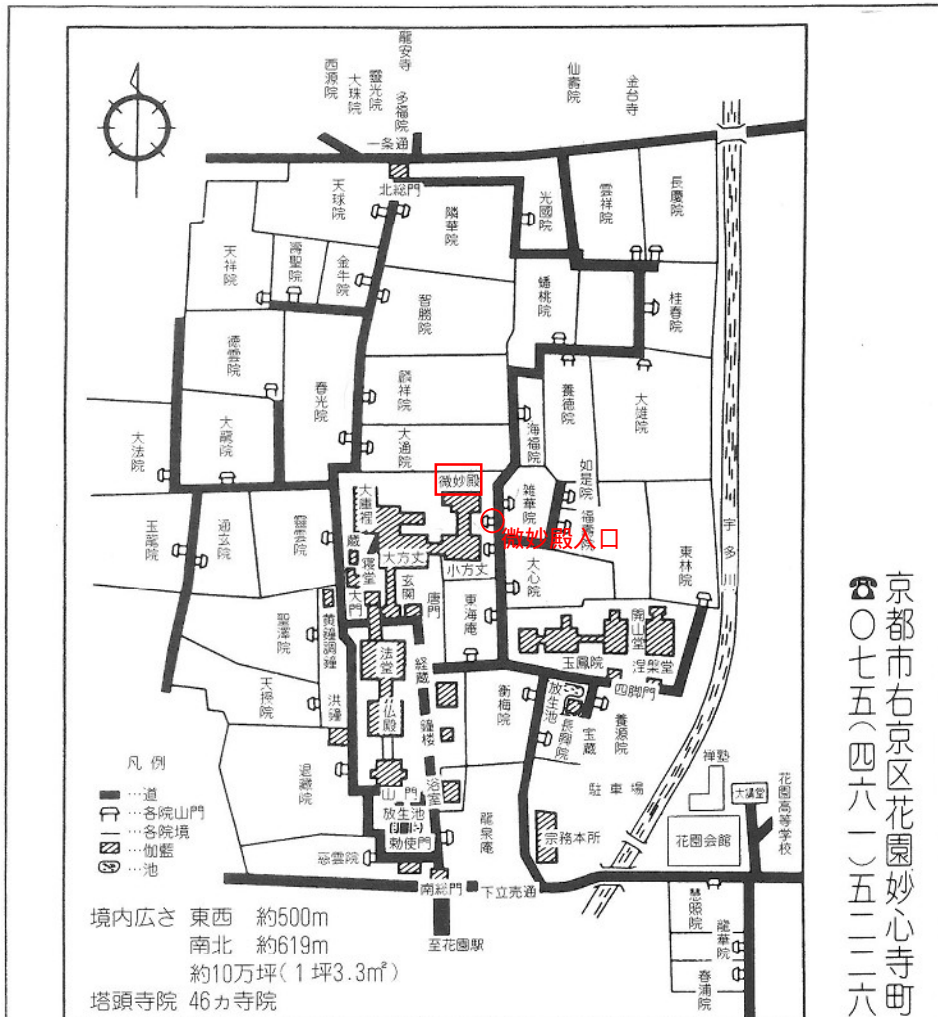 龍安寺
西源院
大珠院
靈光院
多福院
仙壽院
金台寺
一条通
北総門
天球院
隣華院
光國院
雲祥院
長慶院
天祥院
壽聖院
金牛院
智勝院
蟠桃院
桂春院
德雲院
春光院
麟祥院
養徳院
大雄院
大法院
大龍院
大通院
海福院
微妙殿
大庫裡
雑華院
如是院
福壽院
微妙殿入口
玉龍院
通玄院
靈雲院
蔵
寝堂
大方丈
小方丈
大心院
東林院
宇多川
大門
玄関
唐門
東海庵
聖澤院
黄鐘調鐘
法堂
経蔵
玉鳳院
開山堂
涅槃堂
四脚門
天授院
洪鐘
仏殿
鐘楼
衡梅院
放生池
長興院
宝蔵
養源院
退藏院
山門
浴室
放生池
勅使門
龍泉庵
駐車場
禅塾
大講堂
花園高等学校
宗務本所
花園会館
南総門
下立売通
至花園駅
慧照院
龍華院
春浦院
凡例
…道
…各院山門
…各院境
…伽藍
…池
境内広さ 東西 約500m
南北 約619m
約10万坪(1坪3.3㎡)
塔頭寺院 46ヵ寺院
京都市右京区花園妙心寺町
☎〇七五(四六一)五二二六